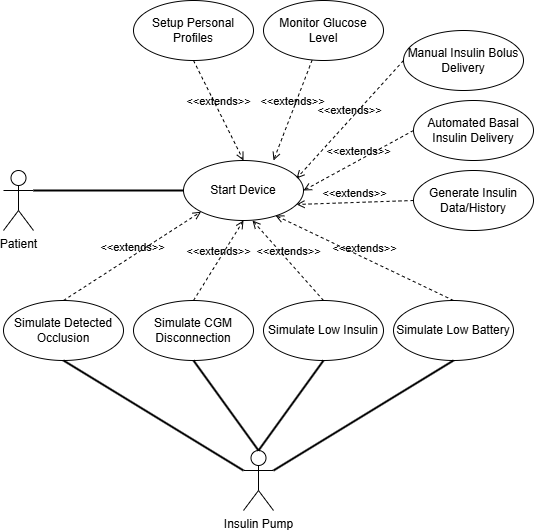 Setup Personal
Profiles
Monitor Glucose
Level
Manual Insulin Bolus
Delivery
<<extends>>
<<extends>>
<<extends>>
Automated Basal
Insulin Delivery
<<extends>>
Start Device
<<extends>>
Generate Insulin
Data/History
Patient
<<extends>>
<<extends>>
<<extends>>
<<extends>>
Simulate Detected
Occlusion
Simulate CGM
Disconnection
Simulate Low Insulin
Simulate Low Battery
Insulin Pump